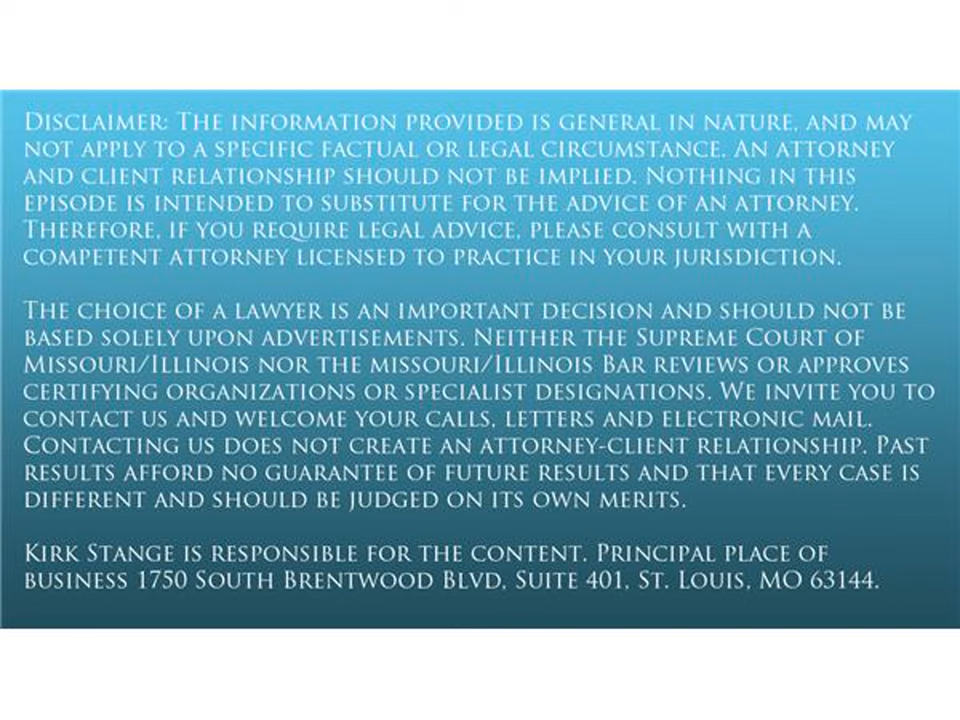 Disclaimer: The information provided is general in nature, and may
not apply to a specific factual or legal circumstance. An attorney
and client relationship should not be implied. Nothing in this
episode is intended to substitute for the advice of an attorney.
Therefore, if you require legal advice, please consult with a
competent attorney licensed to practice in your jurisdiction.
The choice of a lawyer is an important decision and should not be
based solely upon advertisements. Neither the Supreme Court of
Missouri/Illinois nor the missouri/Illinois Bar reviews or approves
certifying organizations or specialist designations. We invite you to
contact us and welcome your calls, letters and electronic mail.
Contacting us does not create an attorney-client relationship. Past
results afford no guarantee of future results and that every case is
different and should be judged on its own merits.
Kirk Stange is responsible for the content. Principal place of
business 1750 South Brentwood Blvd, Suite 401, St. Louis, MO 63144.